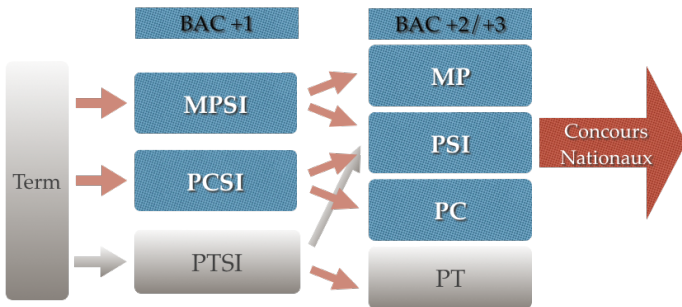 BAC +1
BAC +2/+3
Term
MPSI
PCSI
PTSI
MP
PSI
PC
PT
Concours
Nationaux